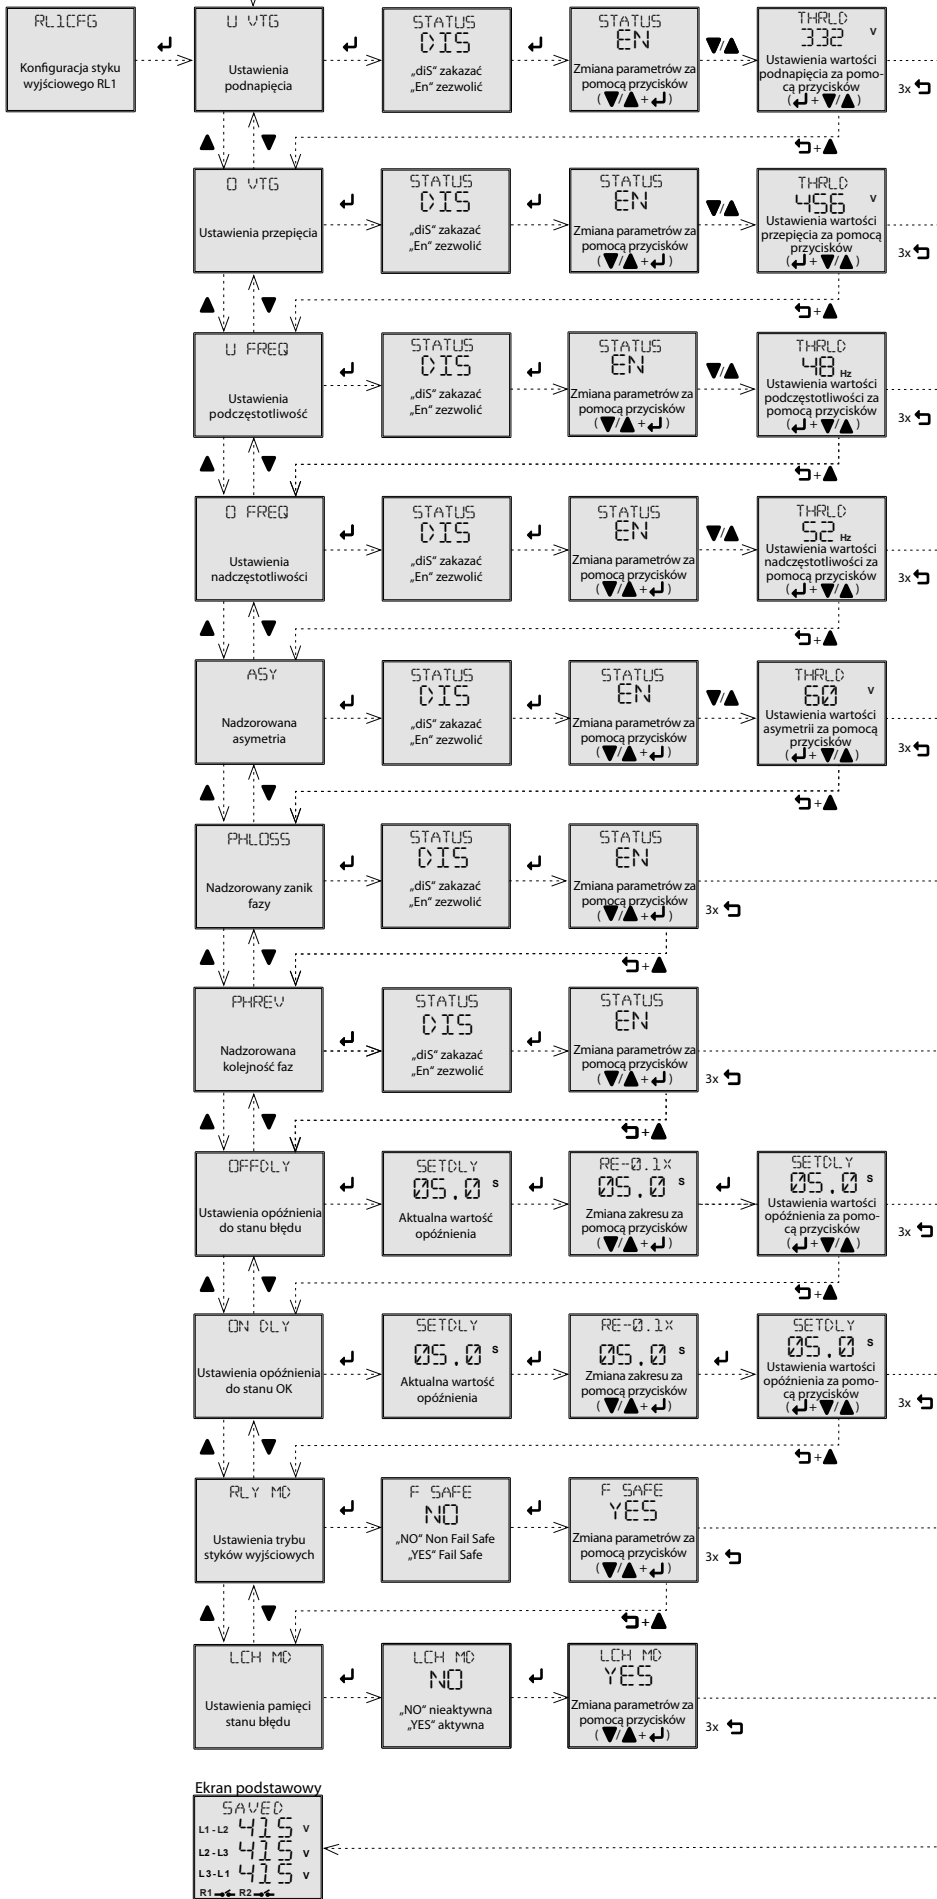 RL1CFG
Konfiguracja styku
wyjściowego RL1
U VTG
Ustawienia
podnapięcia
STATUS
DIS
„diS“ zakazać
„En“ zezwolić
STATUS
EN
Zmiana parametrów za
pomocą przycisków
(▼/▲+↵)
▼/▲
THRLD
332 V
Ustawienia wartości
podnapięcia za pomo-
cą przycisków
(↵+▼/▲)
3x ⮌
⮌+▲
▲ ▼
O VTG
Ustawienia przepięcia
STATUS
DIS
„diS“ zakazać
„En“ zezwolić
STATUS
EN
Zmiana parametrów za
pomocą przycisków
(▼/▲+↵)
▼/▲
THRLD
456 V
Ustawienia wartości
przepięcia za pomocą
przycisków
(↵+▼/▲)
3x ⮌
⮌+▲
▲ ▼
U FREQ
Ustawienia
podczęstotliwość
STATUS
DIS
„diS“ zakazać
„En“ zezwolić
STATUS
EN
Zmiana parametrów za
pomocą przycisków
(▼/▲+↵)
▼/▲
THRLD
48 Hz
Ustawienia wartości
podczęstotliwości za
pomocą przycisków
(↵+▼/▲)
3x ⮌
⮌+▲
▲ ▼
O FREQ
Ustawienia
nadczęstotliwości
STATUS
DIS
„diS“ zakazać
„En“ zezwolić
STATUS
EN
Zmiana parametrów za
pomocą przycisków
(▼/▲+↵)
▼/▲
THRLD
52 Hz
Ustawienia wartości
nadczęstotliwości za
pomocą przycisków
(↵+▼/▲)
3x ⮌
⮌+▲
▲ ▼
ASY
Nadzorowana
asymetria
STATUS
DIS
„diS“ zakazać
„En“ zezwolić
STATUS
EN
Zmiana parametrów za
pomocą przycisków
(▼/▲+↵)
▼/▲
THRLD
60 V
Ustawienia wartości
asymetrii za pomocą
przycisków
(↵+▼/▲)
3x ⮌
⮌+▲
▲ ▼
PHLOSS
Nadzorowany zanik
fazy
STATUS
DIS
„diS“ zakazać
„En“ zezwolić
STATUS
EN
Zmiana parametrów za
pomocą przycisków
(▼/▲+↵)
3x ⮌
⮌+▲
▲ ▼
PHREV
Nadzorowana
kolejność faz
STATUS
DIS
„diS“ zakazać
„En“ zezwolić
STATUS
EN
Zmiana parametrów za
pomocą przycisków
(▼/▲+↵)
3x ⮌
⮌+▲
▲ ▼
OFFDLY
Ustawienia opóźnienia
do stanu błędu
SETDLY
05.0 s
Aktualna wartość
opóźnienia
RE-0.1X
05.0 s
Zmiana zakresu za
pomocą przycisków
(▼/▲+↵)
SETDLY
05.0 s
Ustawienia wartości
opóźnienia za pomo-
cą przycisków
(↵+▼/▲)
3x ⮌
⮌+▲
▲ ▼
ON DLY
Ustawienia opóźnienia
do stanu OK
SETDLY
05.0 s
Aktualna wartość
opóźnienia
RE-0.1X
05.0 s
Zmiana zakresu za
pomocą przycisków
(▼/▲+↵)
SETDLY
05.0 s
Ustawienia wartości
opóźnienia za pomo-
cą przycisków
(↵+▼/▲)
3x ⮌
⮌+▲
▲ ▼
RLY MD
Ustawienia trybu
styków wyjściowych
F SAFE
NO
„NO“ Non Fail Safe
„YES“ Fail Safe
F SAFE
YES
Zmiana parametrów za
pomocą przycisków
(▼/▲+↵)
3x ⮌
⮌+▲
▲ ▼
LCH MD
Ustawienia pamięci
stanu błędu
LCH MD
NO
„NO“ nieaktywna
„YES“ aktywna
LCH MD
YES
Zmiana parametrów za
pomocą przycisków
(▼/▲+↵)
3x ⮌
Ekran podstawowy
SAVED
L1-L2 415 V
L2-L3 415 V
L3-L1 415 V
R1 R2